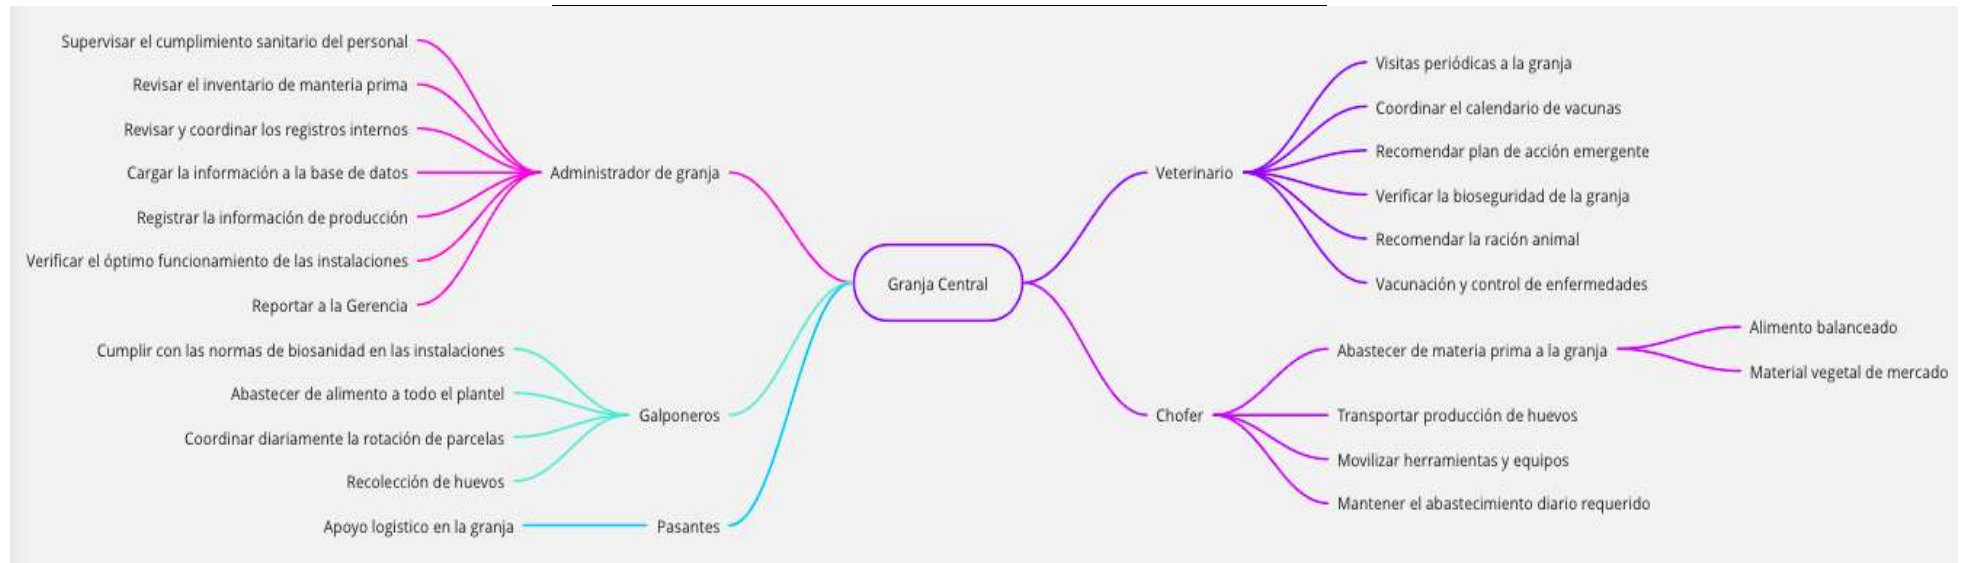 Supervisar el cumplimiento sanitario del personal
Revisar el inventario de manteria prima
Revisar y coordinar los registros internos
Cargar la información a la base de datos
Registrar la información de producción
Verificar el óptimo funcionamiento de las instalaciones
Reportar a la Gerencia
Administrador de granja
Cumplir con las normas de biosanidad en las instalaciones
Abastecer de alimento a todo el plantel
Coordinar diariamente la rotación de parcelas
Recolección de huevos
Galponeros
Apoyo logistico en la granja
Pasantes
Granja Central
Veterinario
Visitas periódicas a la granja
Coordinar el calendario de vacunas
Recomendar plan de acción emergente
Verificar la bioseguridad de la granja
Recomendar la ración animal
Vacunación y control de enfermedades
Chofer
Abastecer de materia prima a la granja
Alimento balanceado
Material vegetal de mercado
Transportar producción de huevos
Movilizar herramientas y equipos
Mantener el abastecimiento diario requerido